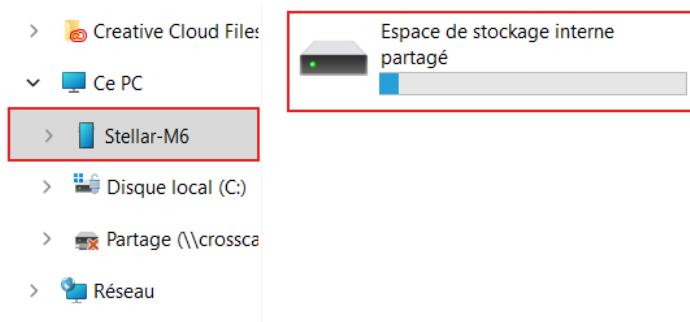 Creative Cloud Files
Ce PC
Stellar-M6
Disque local (C:)
Partage (\\crossca
Réseau
Espace de stockage interne
partagé